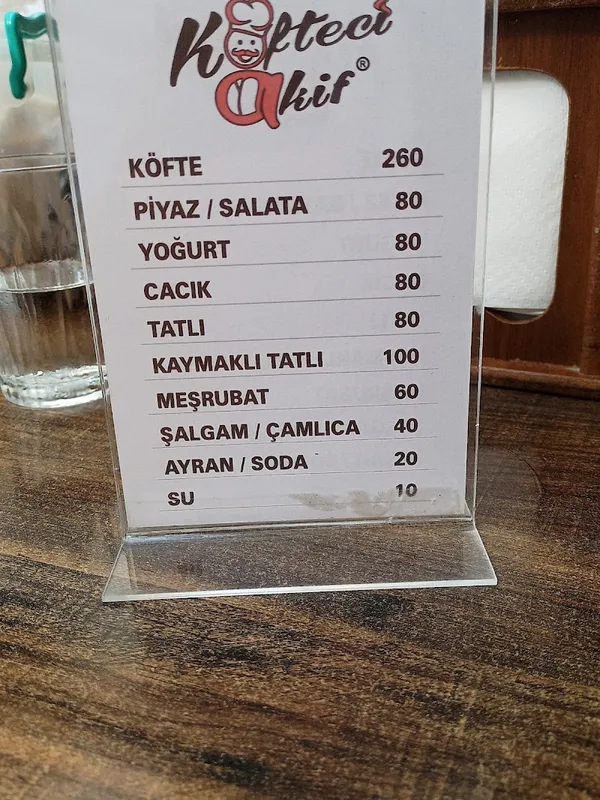 Köfteci
akif®
KÖFTE 260
PİYAZ / SALATA 80
YOĞURT 80
CACIK 80
TATLI 80
KAYMAKLI TATLI 100
MEŞRUBAT 60
ŞALGAM / ÇAMLICA 40
AYRAN / SODA 20
SU 10